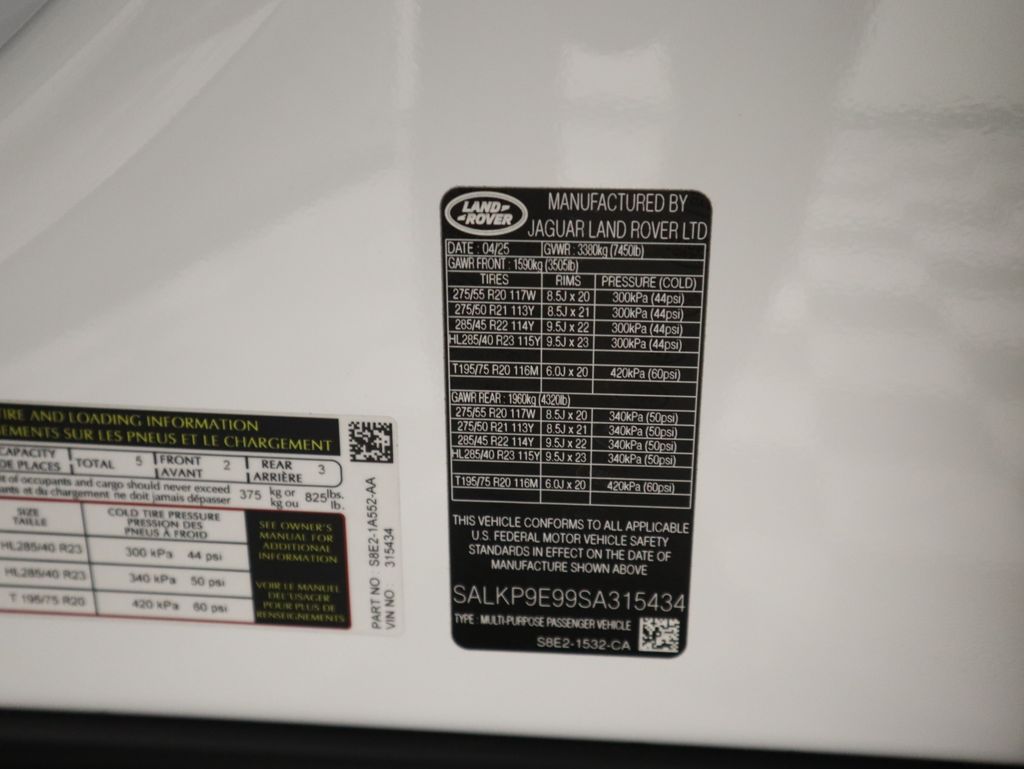 LAND-
-ROVER
MANUFACTURED BY
JAGUAR LAND ROVER LTD
DATE : 04/25 GVWR : 3380kg (7450lb)
GAWR FRONT : 1590kg (3505lb)
TIRES RIMS PRESSURE (COLD)
275/55 R20 117W 8.5J x 20 300kPa (44psi)
275/50 R21 113Y 8.5J x 21 300kPa (44psi)
285/45 R22 114Y 9.5J x 22 300kPa (44psi)
HL285/40 R23 115Y 9.5J x 23 300kPa (44psi)
T195/75 R20 116M 6.0J x 20 420kPa (60psi)
GAWR REAR : 1960kg (4320lb)
275/55 R20 117W 8.5J x 20 340kPa (50psi)
275/50 R21 113Y 8.5J x 21 340kPa (50psi)
285/45 R22 114Y 9.5J x 22 340kPa (50psi)
HL285/40 R23 115Y 9.5J x 23 340kPa (50psi)
T195/75 R20 116M 6.0J x 20 420kPa (60psi)
THIS VEHICLE CONFORMS TO ALL APPLICABLE
U.S. FEDERAL MOTOR VEHICLE SAFETY
STANDARDS IN EFFECT ON THE DATE OF
MANUFACTURE SHOWN ABOVE
SALKP9E99SA315434
TYPE : MULTI-PURPOSE PASSENGER VEHICLE
S8E2-1532-CA
TIRE AND LOADING INFORMATION
EMENTS SUR LES PNEUS ET LE CHARGEMENT
CAPACITY TOTAL 5 FRONT 2 REAR 3
DE PLACES AVANT ARRIÈRE
of occupants and cargo should never exceed 375 kg or 825 lbs.
ants et du chargement ne doit jamais dépasser kg ou lb.
SIZE COLD TIRE PRESSURE
TAILLE PRESSION DES
PNEUS À FROID
HL285/40 R23 300 kPa 44 psi
HL285/40 R23 340 kPa 50 psi
T 195/75 R20 420 kPa 60 psi
SEE OWNER'S
MANUAL FOR
ADDITIONAL
INFORMATION
VOIR LE MANUEL
DE L'USAGER
POUR PLUS DE
RENSEIGNEMENTS
PART NO : S8E2-1A552-AA
VIN NO : 315434